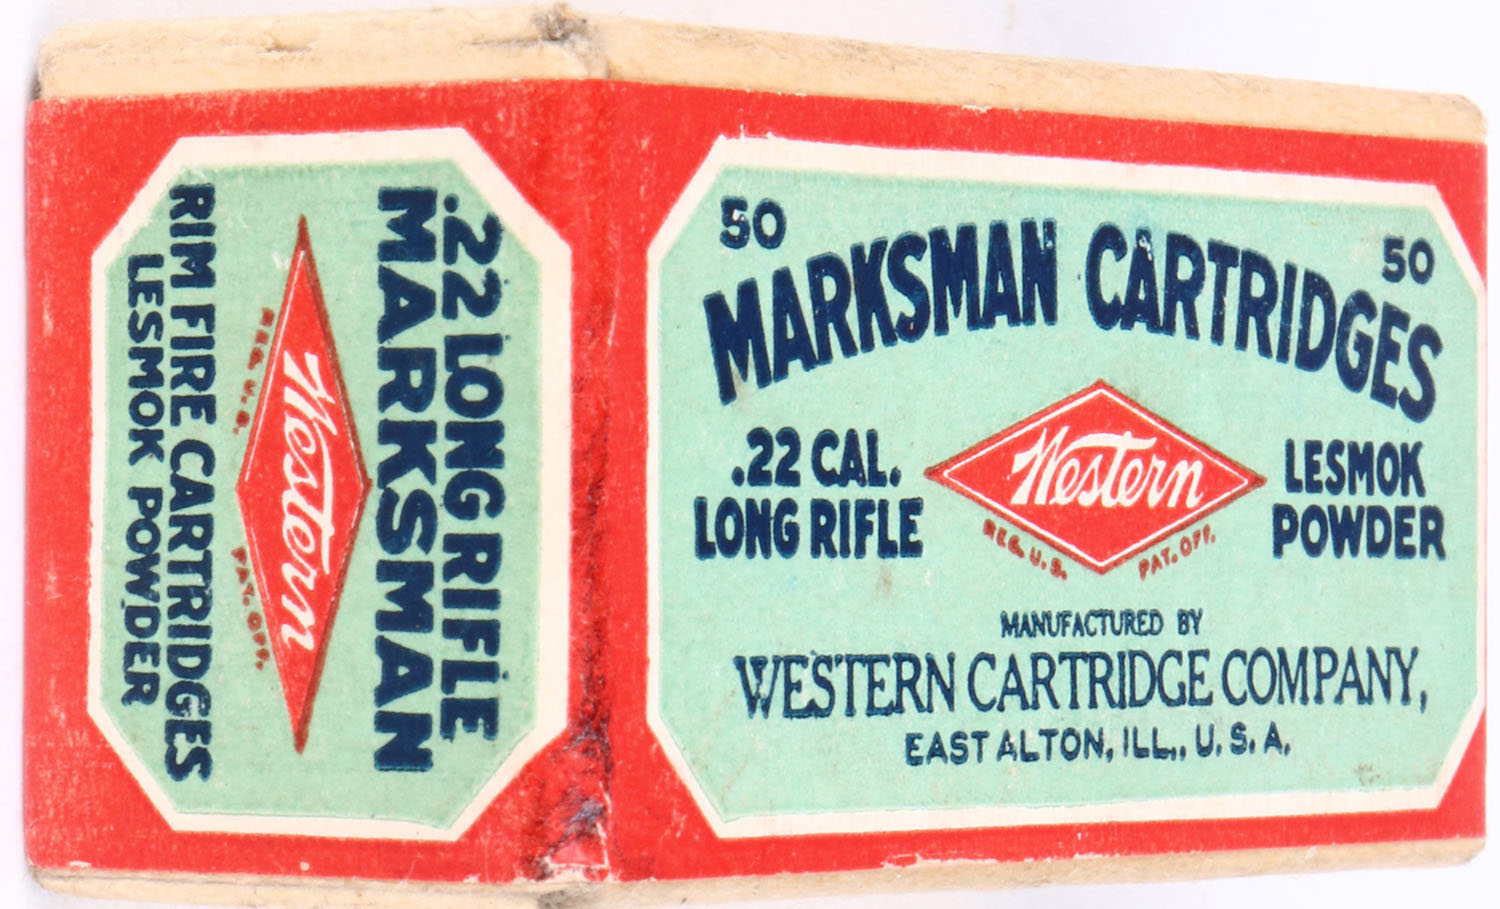 .22 LONG RIFLE
MARKSMAN
Western
REG. U.S. PAT. OFF.
RIM FIRE CARTRIDGES
LESMOK POWDER
50 50
MARKSMAN CARTRIDGES
.22 CAL.
LONG RIFLE
Western
REG. U.S. PAT. OFF.
LESMOK
POWDER
MANUFACTURED BY
WESTERN CARTRIDGE COMPANY,
EAST ALTON, ILL., U. S. A.